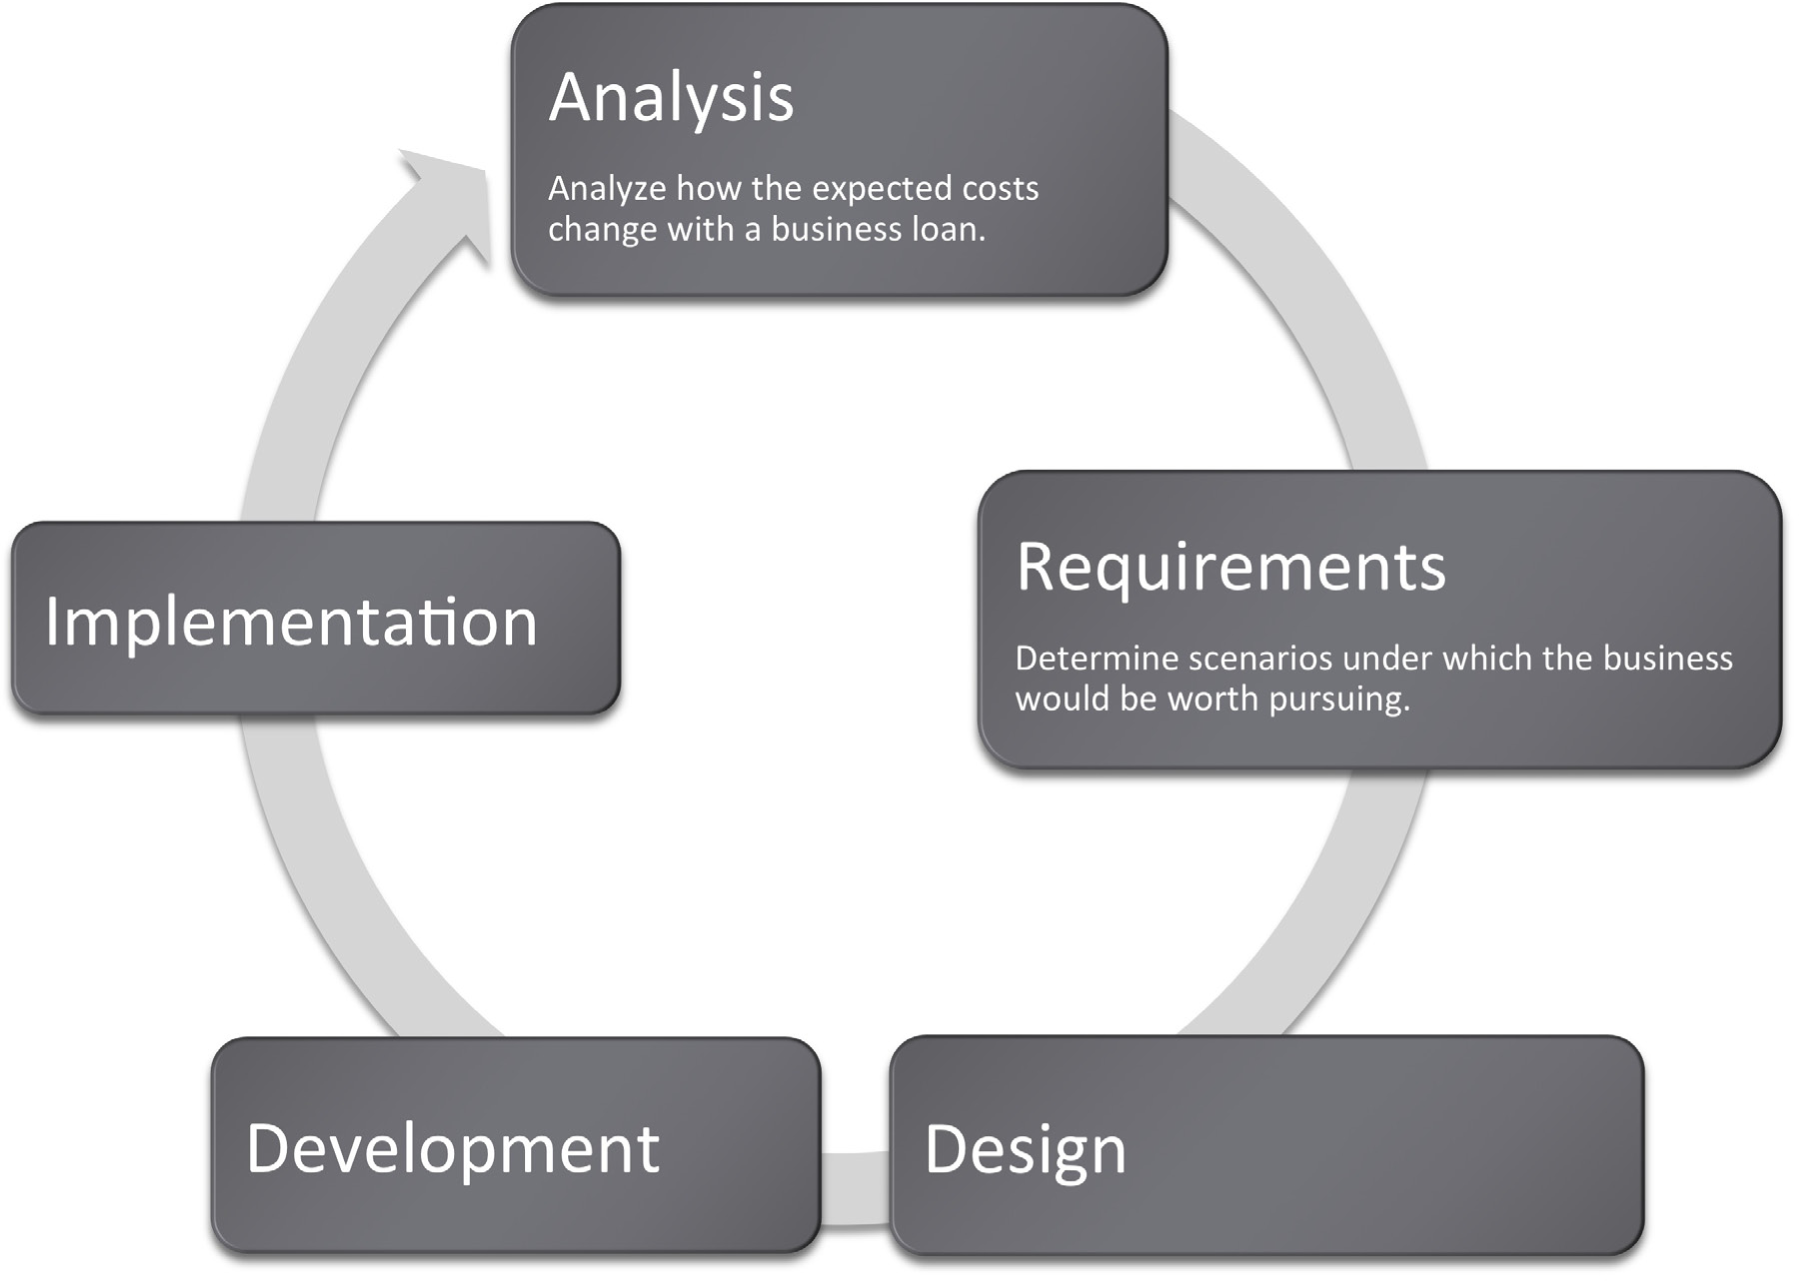 Analysis
Analyze how the expected costs
change with a business loan.
Requirements
Determine scenarios under which the business
would be worth pursuing.
Design
Development
Implementation